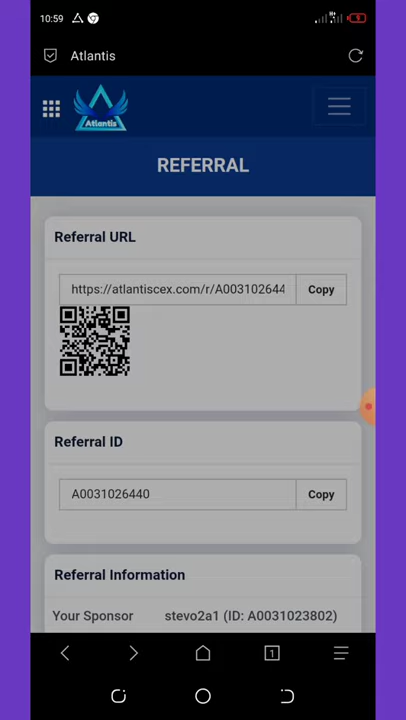 10:59
Atlantis
Atlantis
REFERRAL
Referral URL
https://atlantiscex.com/r/A003102644
Copy
Referral ID
A0031026440
Copy
Referral Information
Your Sponsor stevo2a1 (ID: A0031023802)
1